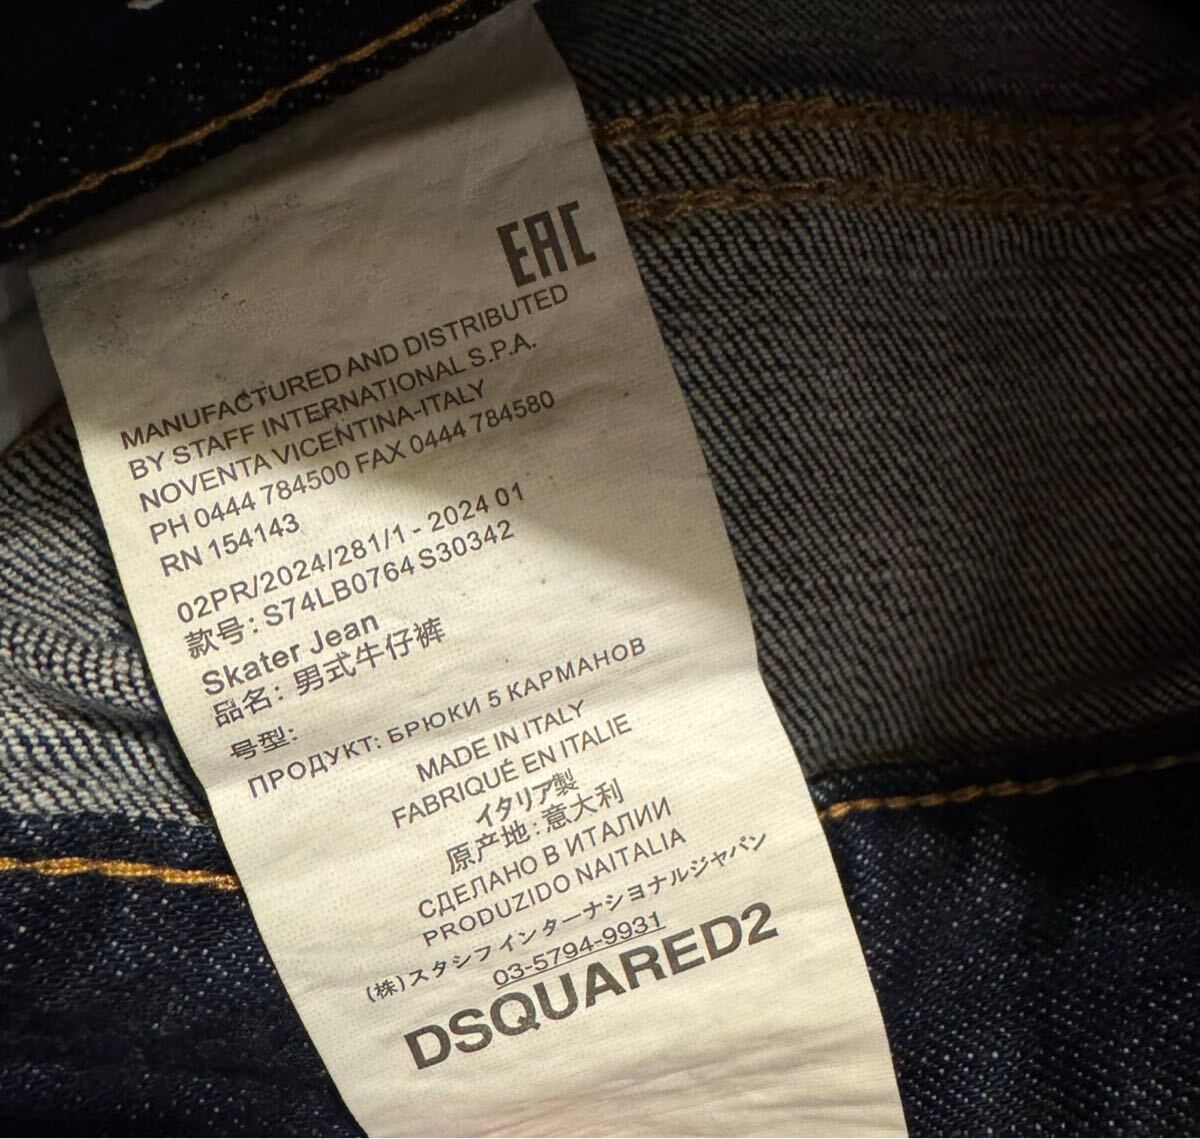 EAC
MANUFACTURED AND DISTRIBUTED
BY STAFF INTERNATIONAL S.P.A.
NOVENTA VICENTINA-ITALY
PH 0444 784500 FAX 0444 784580
RN 154143
02PR/2024/281/1 - 2024 01
款号: S74LB0764 S30342
Skater Jean
品名: 男式牛仔裤
号型:
ПРОДУКТ: БРЮКИ 5 КАРМАНОВ
MADE IN ITALY
FABRIQUÉ EN ITALIE
イタリア製
原产地: 意大利
СДЕЛАНО В ИТАЛИИ
PRODUZIDO NAITALIA
(株)スタシフ インターナショナルジャパン
03-5794-9931
DSQUARED2